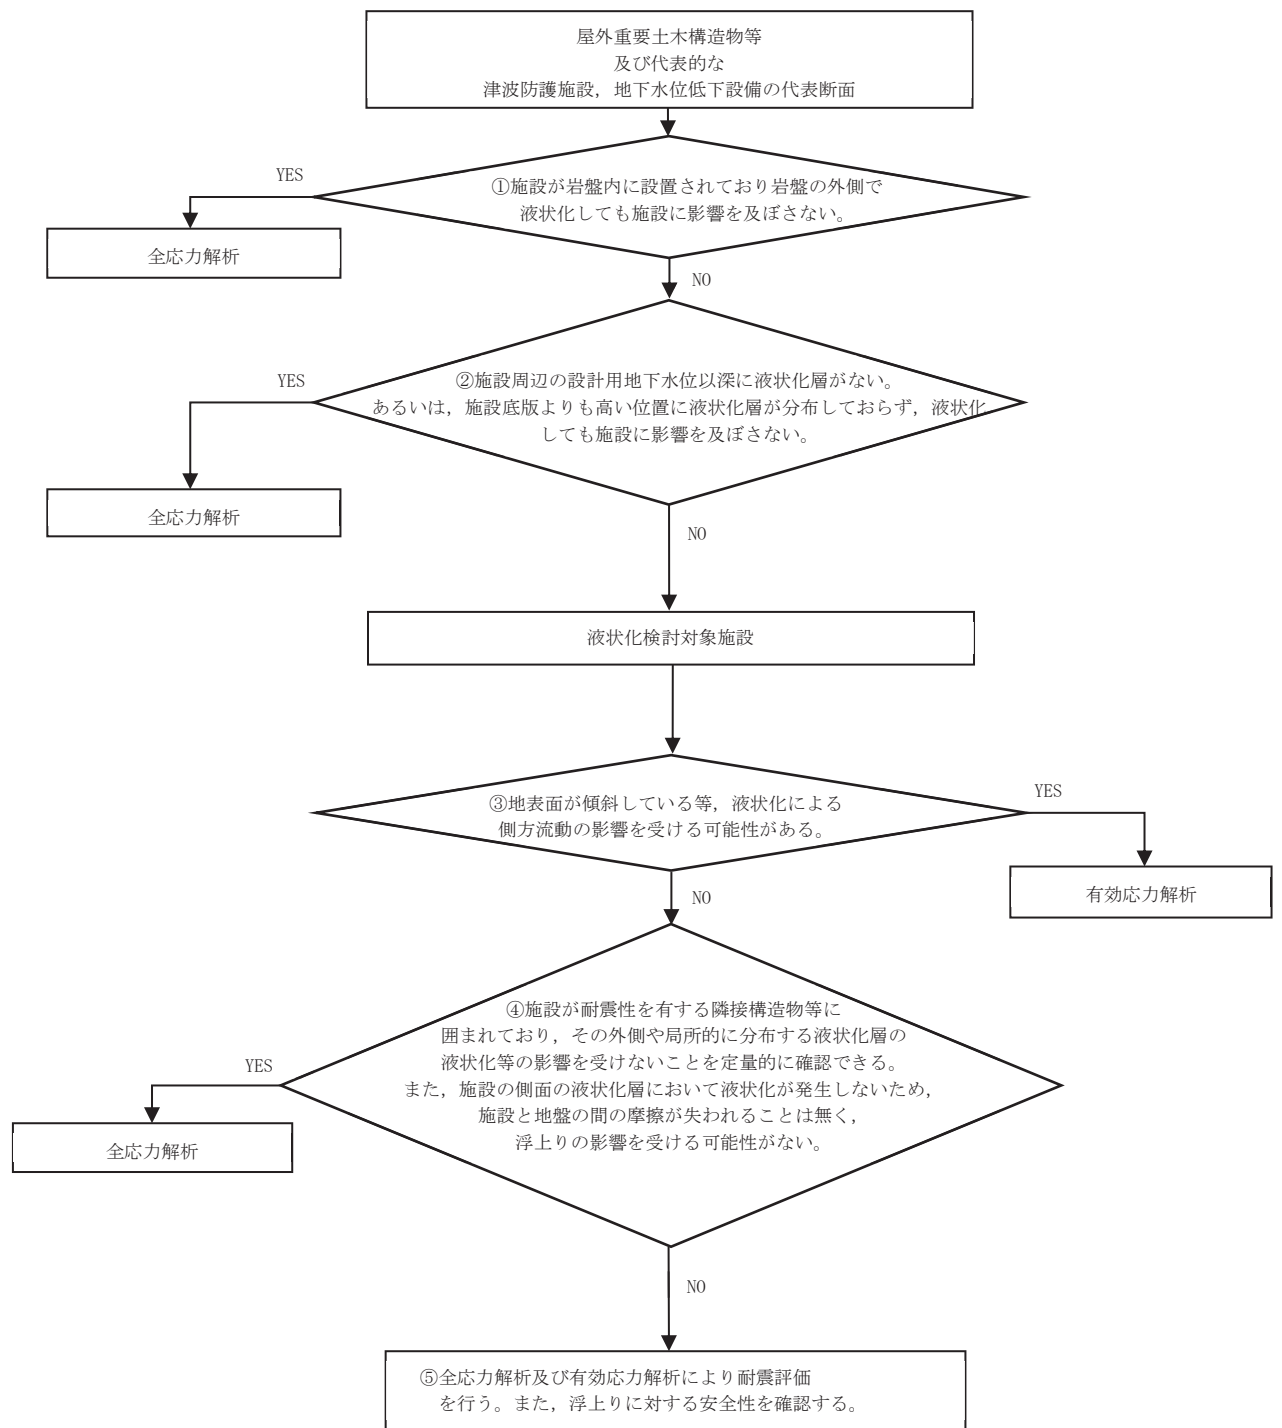 屋外重要土木構造物等
及び代表的な
津波防護施設，地下水位低下設備の代表断面
YES
①施設が岩盤内に設置されており岩盤の外側で
液状化しても施設に影響を及ぼさない。
全応力解析
NO
YES
②施設周辺の設計用地下水位以深に液状化層がない。
あるいは，施設底版よりも高い位置に液状化層が分布しておらず，液状化
しても施設に影響を及ぼさない。
全応力解析
NO
液状化検討対象施設
③地表面が傾斜している等，液状化による
側方流動の影響を受ける可能性がある。
YES
有効応力解析
NO
④施設が耐震性を有する隣接構造物等に
囲まれており，その外側や局所的に分布する液状化層の
液状化等の影響を受けないことを定量的に確認できる。
また，施設の側面の液状化層において液状化が発生しないため，
施設と地盤の間の摩擦が失われることは無く，
浮上りの影響を受ける可能性がない。
YES
全応力解析
NO
⑤全応力解析及び有効応力解析により耐震評価
を行う。また，浮上りに対する安全性を確認する。